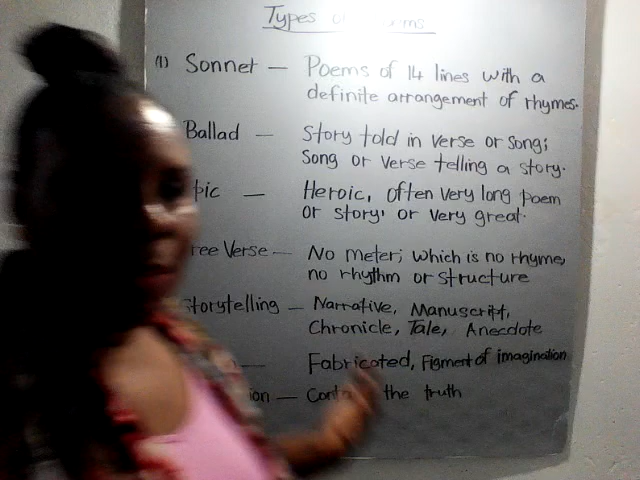 Types
(1) Sonnet — Poems of 14 lines with a
definite arrangement of rhymes.
Ballad — Story told in verse or song;
Song or verse telling a story.
— Heroic, often very long poem
or story, or very great.
Verse — No meter; which is no rhyme,
no rhythm or structure
Storytelling — Narrative, Manuscript,
Chronicle, Tale, Anecdote
— Fabricated, Figment of imagination
— the truth